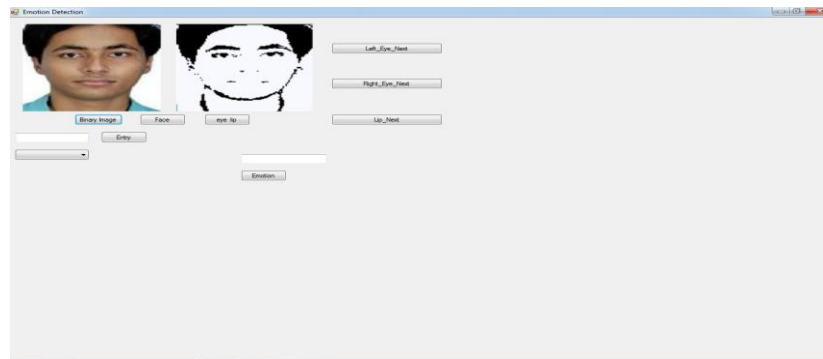 Emotion Detection
Left_Eye_Next
Right_Eye_Next
Binary Image
Face
eye lip
Lip_Next
Entry
Emotion